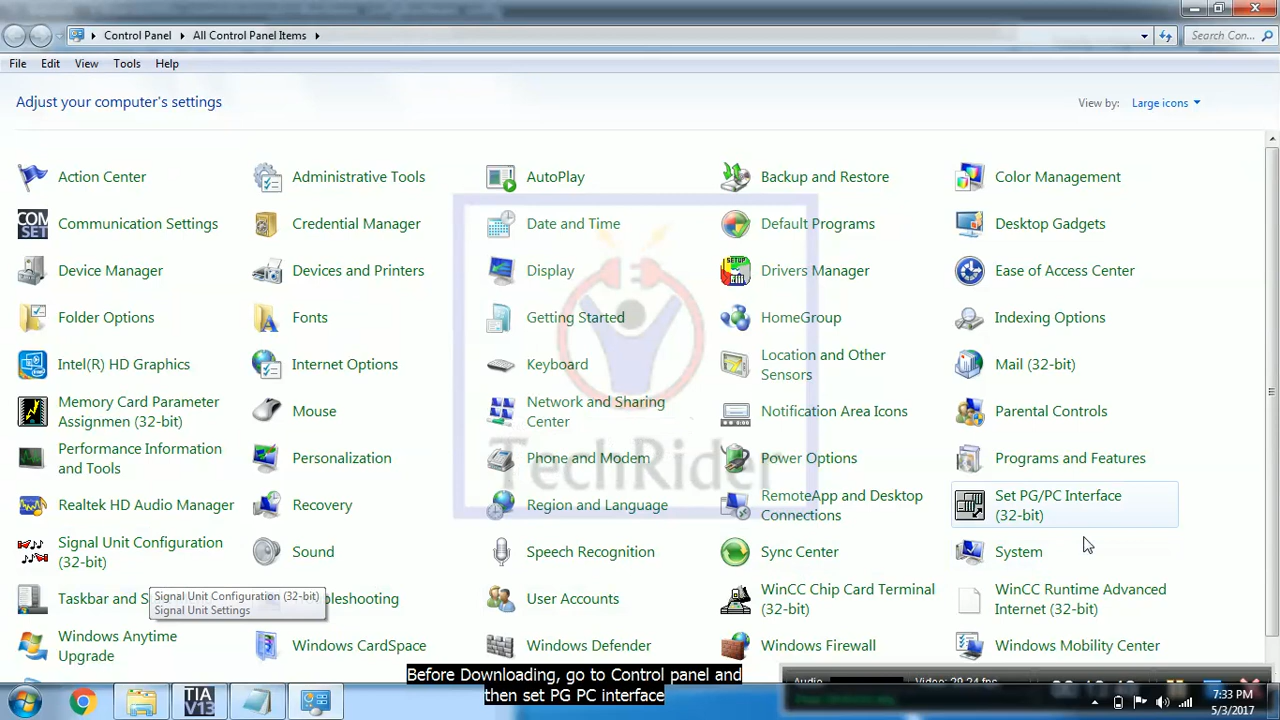 Control Panel All Control Panel Items Search Con...
File Edit View Tools Help
Adjust your computer's settings View by: Large icons
Action Center Administrative Tools AutoPlay Backup and Restore Color Management
Communication Settings Credential Manager Date and Time Default Programs Desktop Gadgets
COM
SET
Device Manager Devices and Printers Display Drivers Manager Ease of Access Center
SETUP
Folder Options Fonts Getting Started HomeGroup Indexing Options
Intel(R) HD Graphics Internet Options Keyboard Location and Other
Sensors Mail (32-bit)
Memory Card Parameter
Assignmen (32-bit) Mouse Network and Sharing
Center Notification Area Icons Parental Controls
TechRider
Performance Information
and Tools Personalization Phone and Modem Power Options Programs and Features
Realtek HD Audio Manager Recovery Region and Language RemoteApp and Desktop
Connections Set PG/PC Interface
(32-bit)
Signal Unit Configuration
(32-bit) Sound Speech Recognition Sync Center System
Signal Unit Configuration (32-bit)
Signal Unit Settings
Taskbar and S bleshooting User Accounts WinCC Chip Card Terminal
(32-bit) WinCC Runtime Advanced
Internet (32-bit)
Windows Anytime
Upgrade Windows CardSpace Windows Defender Windows Firewall Windows Mobility Center
Before Downloading, go to Control panel and
then set PG PC interface
Audio Video: 29.24 fps
TIA
V13
7:33 PM
5/3/2017